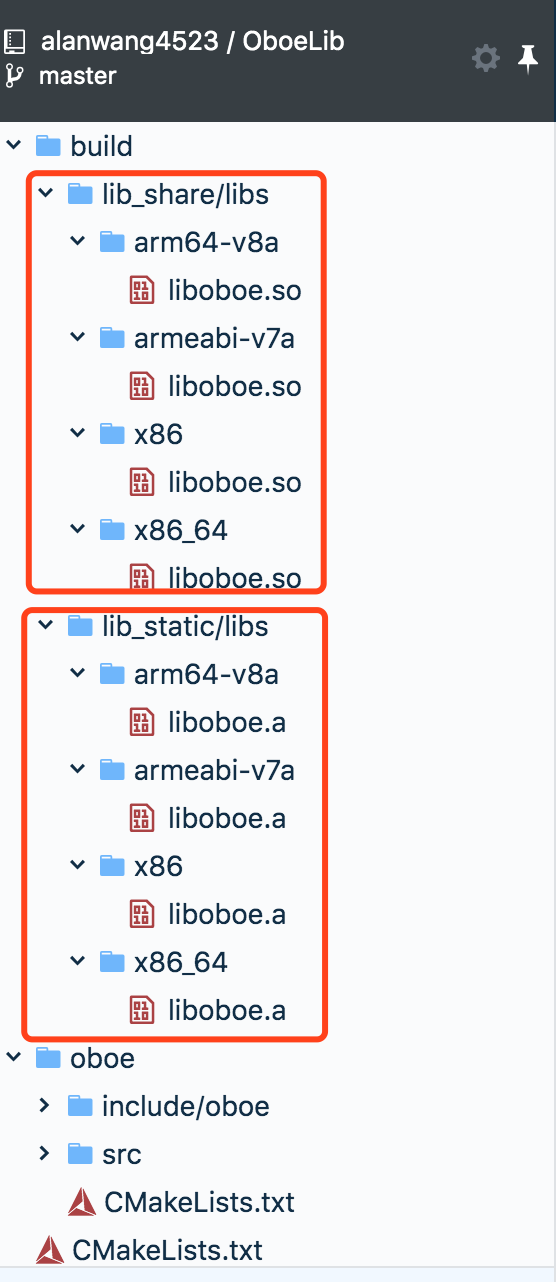 alanwang4523 / OboeLib
master
build
lib_share/libs
arm64-v8a
liboboe.so
armeabi-v7a
liboboe.so
x86
liboboe.so
x86_64
liboboe.so
lib_static/libs
arm64-v8a
liboboe.a
armeabi-v7a
liboboe.a
x86
liboboe.a
x86_64
liboboe.a
oboe
include/oboe
src
CMakeLists.txt
CMakeLists.txt